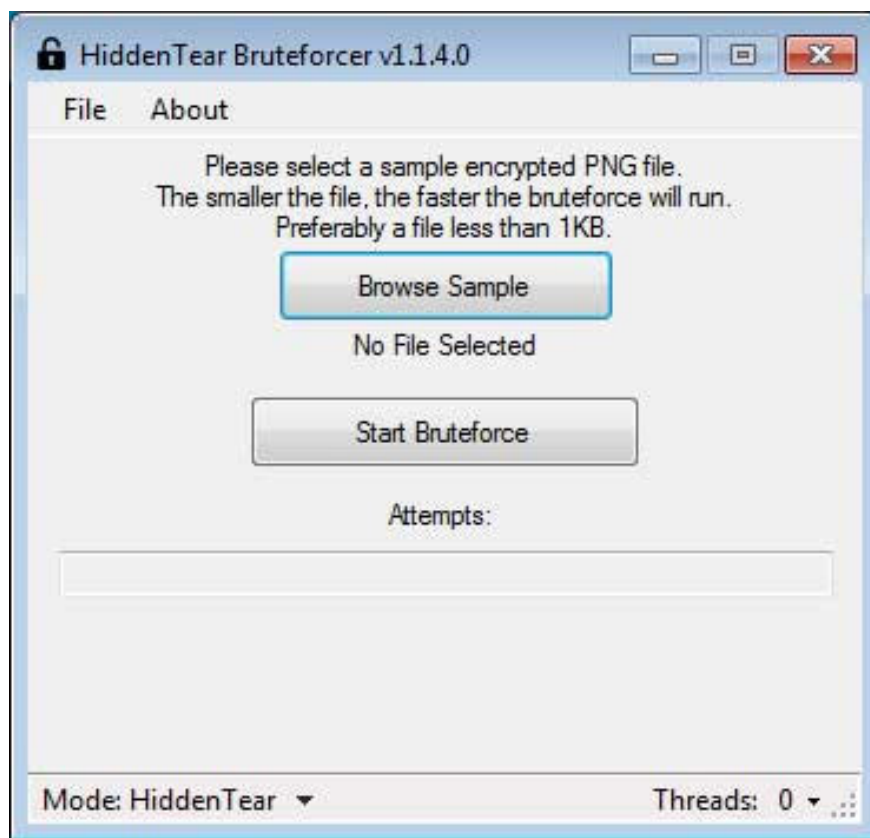 HiddenTear Bruteforcer v1.1.4.0
File About
Please select a sample encrypted PNG file.
The smaller the file, the faster the bruteforce will run.
Preferably a file less than 1KB.
Browse Sample
No File Selected
Start Bruteforce
Attempts:
Mode: HiddenTear Threads: 0